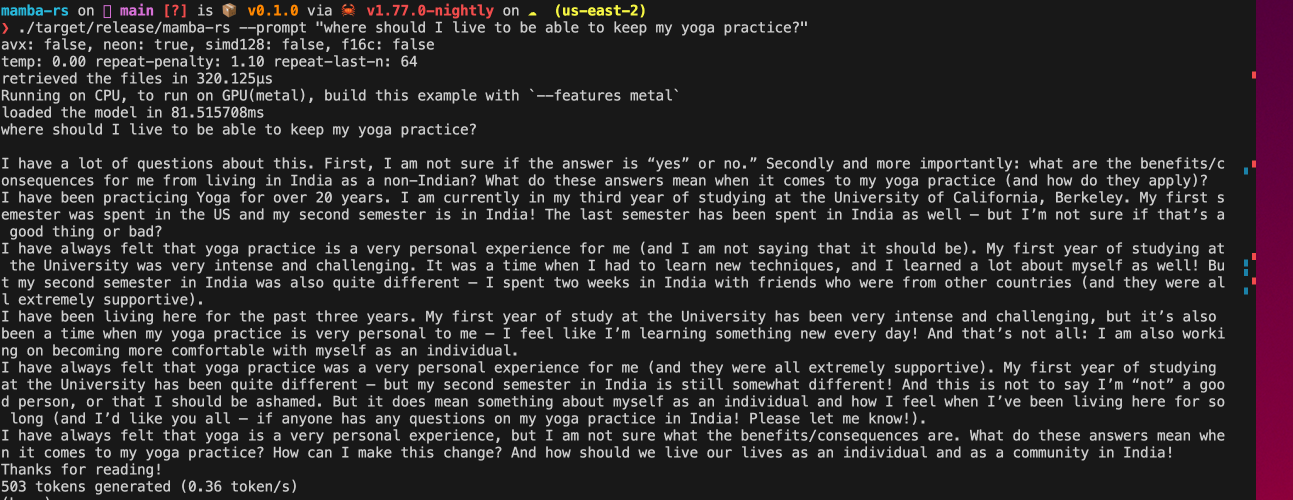 mamba-rs on  main [?] is 📦 v0.1.0 via 🦀 v1.77.0-nightly on ☁ (us-east-2)
❯ ./target/release/mamba-rs --prompt "where should I live to be able to keep my yoga practice?"
avx: false, neon: true, simd128: false, f16c: false
temp: 0.00 repeat-penalty: 1.10 repeat-last-n: 64
retrieved the files in 320.125µs
Running on CPU, to run on GPU(metal), build this example with `--features metal`
loaded the model in 81.515708ms
where should I live to be able to keep my yoga practice?

I have a lot of questions about this. First, I am not sure if the answer is “yes” or no.” Secondly and more importantly: what are the benefits/c
onsequences for me from living in India as a non-Indian? What do these answers mean when it comes to my yoga practice (and how do they apply)?
I have been practicing Yoga for over 20 years. I am currently in my third year of studying at the University of California, Berkeley. My first s
emester was spent in the US and my second semester is in India! The last semester has been spent in India as well – but I’m not sure if that’s a
 good thing or bad?
I have always felt that yoga practice is a very personal experience for me (and I am not saying that it should be). My first year of studying at
 the University was very intense and challenging. It was a time when I had to learn new techniques, and I learned a lot about myself as well! Bu
t my second semester in India was also quite different – I spent two weeks in India with friends who were from other countries (and they were al
l extremely supportive).
I have been living here for the past three years. My first year of study at the University has been very intense and challenging, but it’s also
been a time when my yoga practice is very personal to me – I feel like I’m learning something new every day! And that’s not all: I am also worki
ng on becoming more comfortable with myself as an individual.
I have always felt that yoga practice was a very personal experience for me (and they were all extremely supportive). My first year of studying
at the University has been quite different – but my second semester in India is still somewhat different! And this is not to say I’m “not” a goo
d person, or that I should be ashamed. But it does mean something about myself as an individual and how I feel when I’ve been living here for so
 long (and I’d like you all – if anyone has any questions on my yoga practice in India! Please let me know!).
I have always felt that yoga is a very personal experience, but I am not sure what the benefits/consequences are. What do these answers mean whe
n it comes to my yoga practice? How can I make this change? And how should we live our lives as an individual and as a community in India!
Thanks for reading!
503 tokens generated (0.36 token/s)